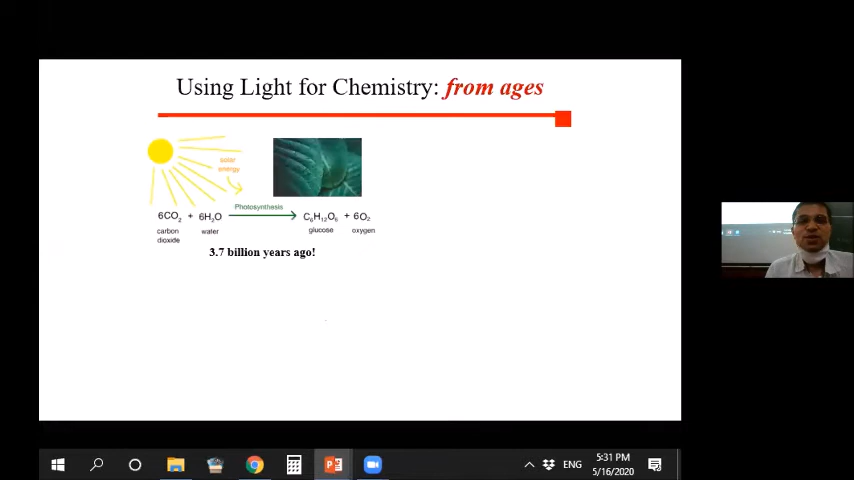 Using Light for Chemistry: from ages
solar
energy
Photosynthesis
6CO2 + 6H2O C6H12O6 + 6O2
carbon
dioxide
water
glucose
oxygen
3.7 billion years ago!
ENG
5:31 PM
5/16/2020